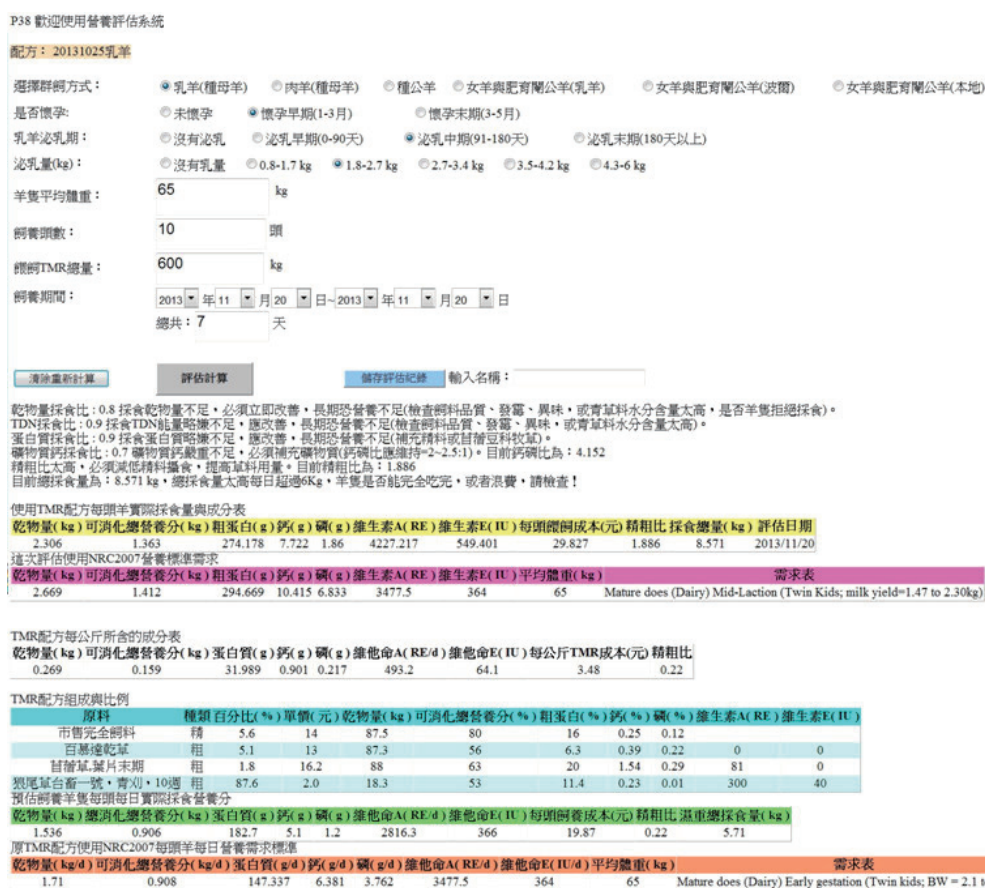 P38 歡迎使用營養評估系統
配方： 20131025乳羊
選擇群飼方式： 乳羊(種母羊) 肉羊(種母羊) 種公羊 女羊與肥育閹公羊(乳羊) 女羊與肥育閹公羊(波爾) 女羊與肥育閹公羊(本地)
是否懷孕: 未懷孕 懷孕早期(1-3月) 懷孕末期(3-5月)
乳羊泌乳期： 沒有泌乳 泌乳早期(0-90天) 泌乳中期(91-180天) 泌乳末期(180天以上)
泌乳量(kg)： 沒有乳量 0.8-1.7 kg 1.8-2.7 kg 2.7-3.4 kg 3.5-4.2 kg 4.3-6 kg
羊隻平均體重： 65 kg
飼養頭數： 10 頭
餵飼TMR總量： 600 kg
飼養期間： 2013 年 11 月 20 日~ 2013 年 11 月 20 日
總共： 7 天
清除重新計算 評估計算 儲存評估紀錄 輸入名稱：
乾物量採食比 : 0.8 採食乾物量不足，必須立即改善，長期恐營養不足(檢查飼料品質、發霉、異味，或青草料水分含量太高，是否羊隻拒絕採食)。
TDN採食比 : 0.9 採食TDN能量略嫌不足，應改善，長期恐營養不足(檢查飼料品質、發霉、異味，或青草料水分含量太高)。
蛋白質採食比 : 0.9 採食蛋白質略嫌不足，應改善，長期恐營養不足(補充精料或苜蓿豆科牧草)。
礦物質鈣採食比 : 0.7 礦物質鈣嚴重不足，必須補充礦物質(鈣磷比應維持=2~2.5:1)。目前鈣磷比為：4.152
精粗比太高，必須減低精料攝食，提高草料用量。目前精粗比為：1.886
目前總採食量為：8.571 kg，總採食量太高每日超過6Kg，羊隻是否能完全吃完，或者浪費，請檢查！
使用TMR配方每頭羊實際採食量與成分表
乾物量( kg ) 可消化總營養分( kg ) 粗蛋白( g ) 鈣( g ) 磷( g ) 維生素A( RE ) 維生素E( IU ) 每頭餵飼成本(元) 精粗比 採食總量( kg ) 評估日期
2.306 1.363 274.178 7.722 1.86 4227.217 549.401 29.827 1.886 8.571 2013/11/20
這次評估使用NRC2007營養標準需求
乾物量( kg ) 可消化總營養分( kg ) 粗蛋白( g ) 鈣( g ) 磷( g ) 維生素A( RE ) 維生素E( IU ) 平均體重( kg ) 需求表
2.669 1.412 294.669 10.415 6.833 3477.5 364 65 Mature does (Dairy) Mid-Laction (Twin Kids; milk yield=1.47 to 2.30kg)
TMR配方每公斤所含的成分表
乾物量( kg ) 可消化總營養分( kg ) 蛋白質( g ) 鈣( g ) 磷( g ) 維他命A( RE/d ) 維他命E( IU ) 每公斤TMR成本(元) 精粗比
0.269 0.159 31.989 0.901 0.217 493.2 64.1 3.48 0.22
TMR配方組成與比例
原料 種類 百分比( % ) 單價( 元 ) 乾物量( kg ) 可消化總營養分( % ) 粗蛋白( % ) 鈣( % ) 磷( % ) 維生素A( RE ) 維生素E( IU )
市售完全飼料 精 5.6 14 87.5 80 16 0.25 0.12
百慕達乾草 粗 5.1 13 87.3 56 6.3 0.39 0.22 0 0
苜蓿草.葉片末期 粗 1.8 16.2 88 63 20 1.54 0.29 81 0
狼尾草台畜一號，青刈，10週 粗 87.6 2.0 18.3 53 11.4 0.23 0.01 300 40
預估飼養羊隻每頭每日實際採食營養分
乾物量( kg ) 總消化總營養分( kg ) 蛋白質( g ) 鈣( g ) 磷( g ) 維他命A( RE/d ) 維他命E( IU ) 每頭飼養成本(元) 精粗比 濕重總採食量( kg )
1.536 0.906 182.7 5.1 1.2 2816.3 366 19.87 0.22 5.71
原TMR配方使用NRC2007每頭羊每日營養需求標準
乾物量( kg/d ) 可消化總營養分( kg/d ) 蛋白質( g/d ) 鈣( g/d ) 磷( g/d ) 維他命A( RE/d ) 維他命E( IU/d ) 平均體重( kg ) 需求表
1.71 0.908 147.337 6.381 3.762 3477.5 364 65 Mature does (Dairy) Early gestation (Twin kids; BW = 2.1 t